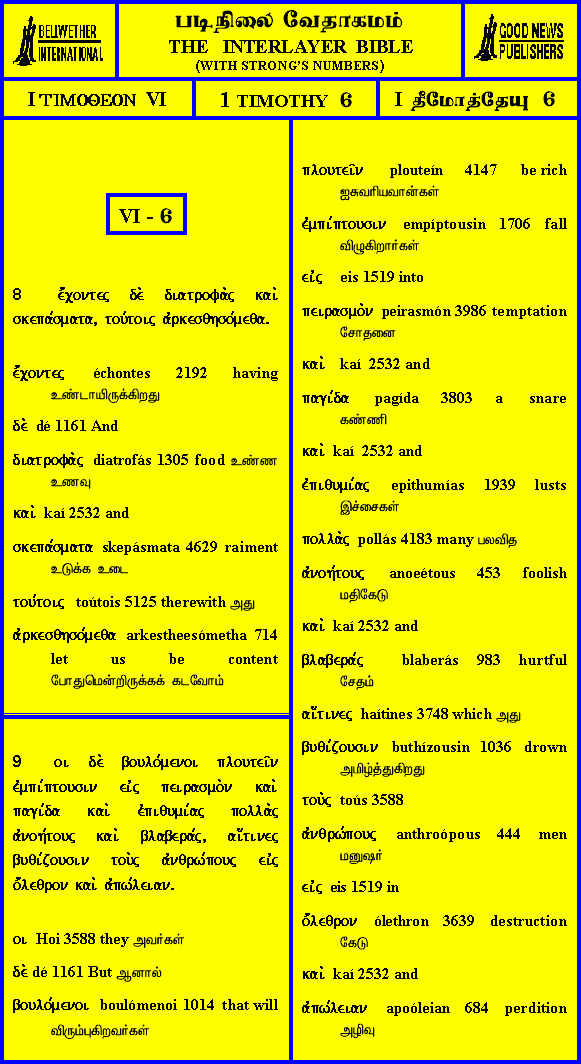 BELLWETHER
INTERNATIONAL
படிநிலை வேதாகமம்
THE INTERLAYER BIBLE
(WITH STRONG'S NUMBERS)
GOOD NEWS
PUBLISHERS
I ΤΙΜΟΘΕΟΝ VI
1 TIMOTHY 6
I தீமோத்தேயு 6
VI - 6
8 ἔχοντες δὲ διατροφὰς καὶ
σκεπάσματα, τούτοις ἀρκεσθησόμεθα.
ἔχοντες échontes 2192 having
உண்டாயிருக்கிறது
δὲ dé 1161 And
διατροφὰς diatrofás 1305 food உண்ண
உணவு
καὶ kaí 2532 and
σκεπάσματα skepásmata 4629 raiment
உடுக்க உடை
τούτοις toútois 5125 therewith அது
ἀρκεσθησόμεθα arkestheesómetha 714
let us be content
போதுமென்றிருக்கக் கடவோம்
9 οι δὲ βουλόμενοι πλουτεῖν
ἐμπίπτουσιν εἰς πειρασμὸν καὶ
παγίδα καὶ ἐπιθυμίας πολλὰς
ἀνοήτους καὶ βλαβεράς, αἵτινες
βυθίζουσιν τοὺς ἀνθρώπους εἰς
ὄλεθρον καὶ ἀπώλειαν.
οι Hoi 3588 they அவர்கள்
δὲ dé 1161 But ஆனால்
βουλόμενοι boulómenoi 1014 that will
விரும்புகிறவர்கள்
πλουτεῖν plouteín 4147 be rich
ஐசுவரியவான்கள்
ἐμπίπτουσιν empíptousin 1706 fall
விழுகிறார்கள்
εἰς eis 1519 into
πειρασμὸν peirasmón 3986 temptation
சோதனை
καὶ kaí 2532 and
παγίδα pagída 3803 a snare
கண்ணி
καὶ kaí 2532 and
ἐπιθυμίας epithumías 1939 lusts
இச்சைகள்
πολλὰς pollás 4183 many பலவித
ἀνοήτους anoeétous 453 foolish
மதிகேடு
καὶ kaí 2532 and
βλαβεράς blaberás 983 hurtful
சேதம்
αἵτινες haítines 3748 which அது
βυθίζουσιν buthízousin 1036 drown
அமிழ்த்துகிறது
τοὺς toús 3588
ἀνθρώπους anthroópous 444 men
மனுஷர்
εἰς eis 1519 in
ὄλεθρον ólethron 3639 destruction
கேடு
καὶ kaí 2532 and
ἀπώλειαν apoóleian 684 perdition
அழிவு